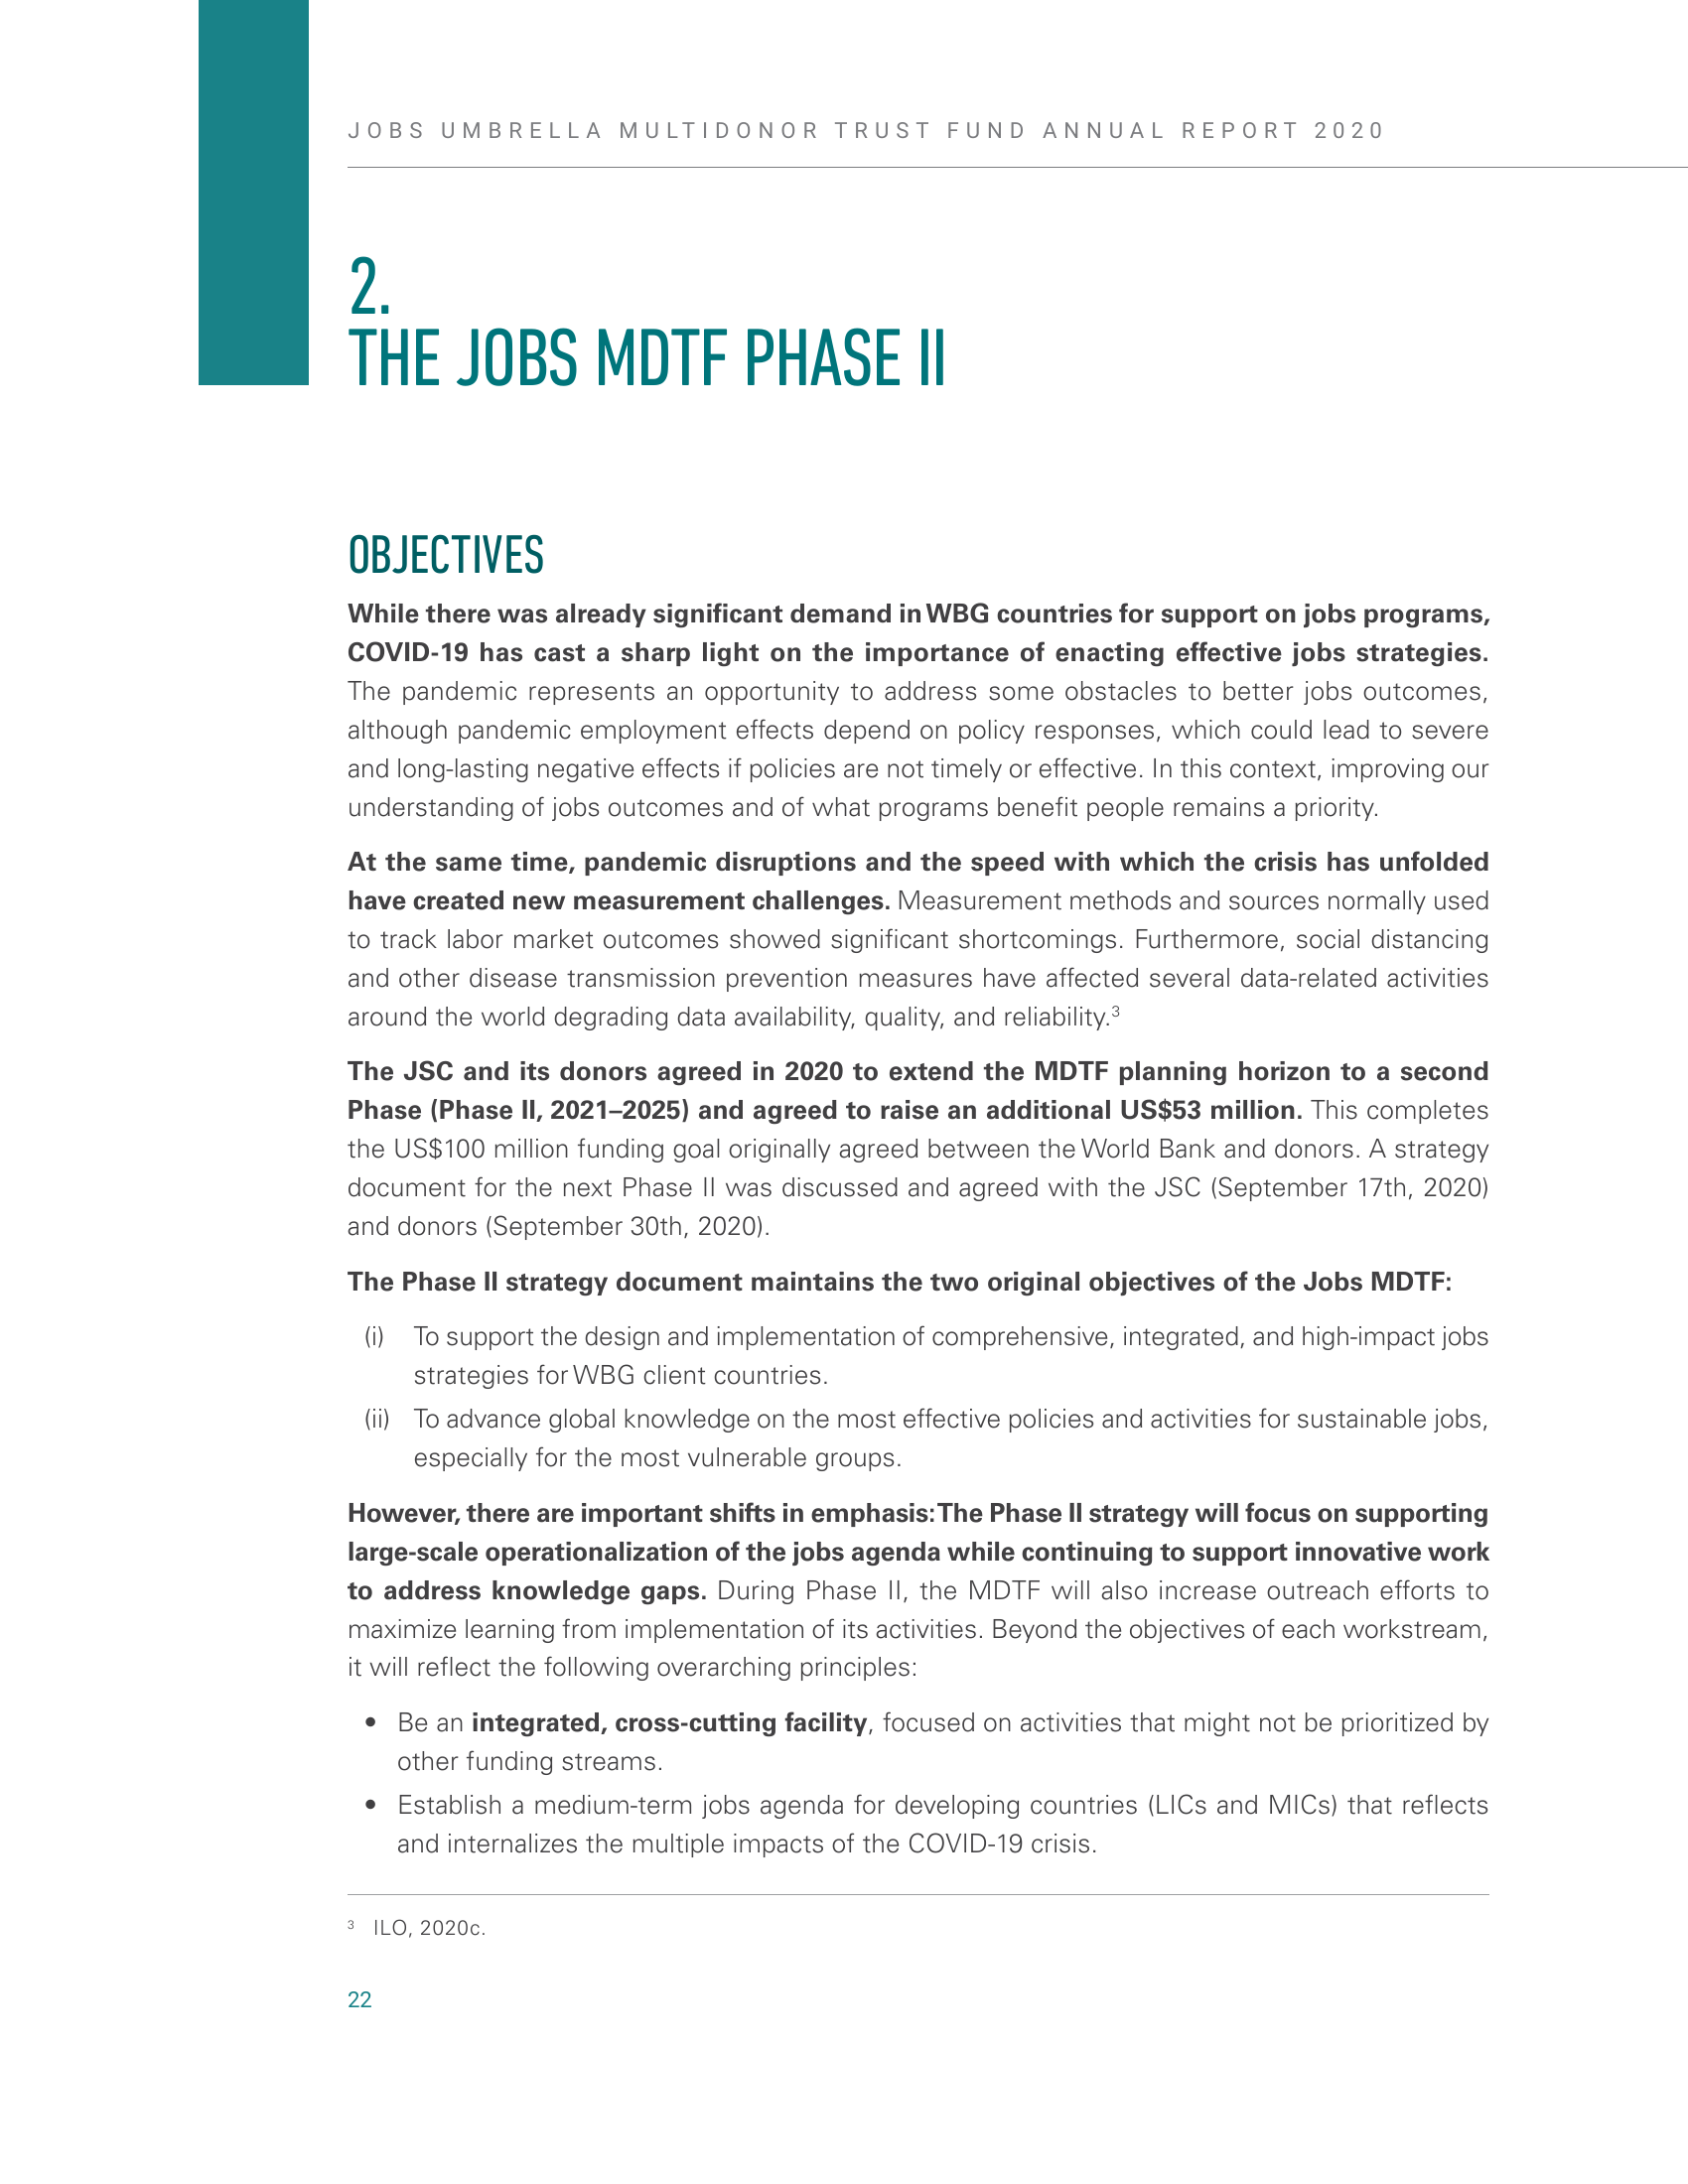 JOBS UMBRELLA MULTIDONOR TRUST FUND ANNUAL REPORT 2020
2.
THE JOBS MDTF PHASE II
OBJECTIVES
While there was already significant demand in WBG countries for support on jobs programs,
COVID-19 has cast a sharp light on the importance of enacting effective jobs strategies.
The pandemic represents an opportunity to address some obstacles to better jobs outcomes,
although pandemic employment effects depend on policy responses, which could lead to severe
and long-lasting negative effects if policies are not timely or effective. In this context, improving our
understanding of jobs outcomes and of what programs benefit people remains a priority.
At the same time, pandemic disruptions and the speed with which the crisis has unfolded
have created new measurement challenges. Measurement methods and sources normally used
to track labor market outcomes showed significant shortcomings. Furthermore, social distancing
and other disease transmission prevention measures have affected several data-related activities
around the world degrading data availability, quality, and reliability.³
The JSC and its donors agreed in 2020 to extend the MDTF planning horizon to a second
Phase (Phase II, 2021–2025) and agreed to raise an additional US$53 million. This completes
the US$100 million funding goal originally agreed between the World Bank and donors. A strategy
document for the next Phase II was discussed and agreed with the JSC (September 17th, 2020)
and donors (September 30th, 2020).
The Phase II strategy document maintains the two original objectives of the Jobs MDTF:
(i) To support the design and implementation of comprehensive, integrated, and high-impact jobs
strategies for WBG client countries.
(ii) To advance global knowledge on the most effective policies and activities for sustainable jobs,
especially for the most vulnerable groups.
However, there are important shifts in emphasis: The Phase II strategy will focus on supporting
large-scale operationalization of the jobs agenda while continuing to support innovative work
to address knowledge gaps. During Phase II, the MDTF will also increase outreach efforts to
maximize learning from implementation of its activities. Beyond the objectives of each workstream,
it will reflect the following overarching principles:
• Be an integrated, cross-cutting facility, focused on activities that might not be prioritized by
other funding streams.
• Establish a medium-term jobs agenda for developing countries (LICs and MICs) that reflects
and internalizes the multiple impacts of the COVID-19 crisis.
³ ILO, 2020c.
22